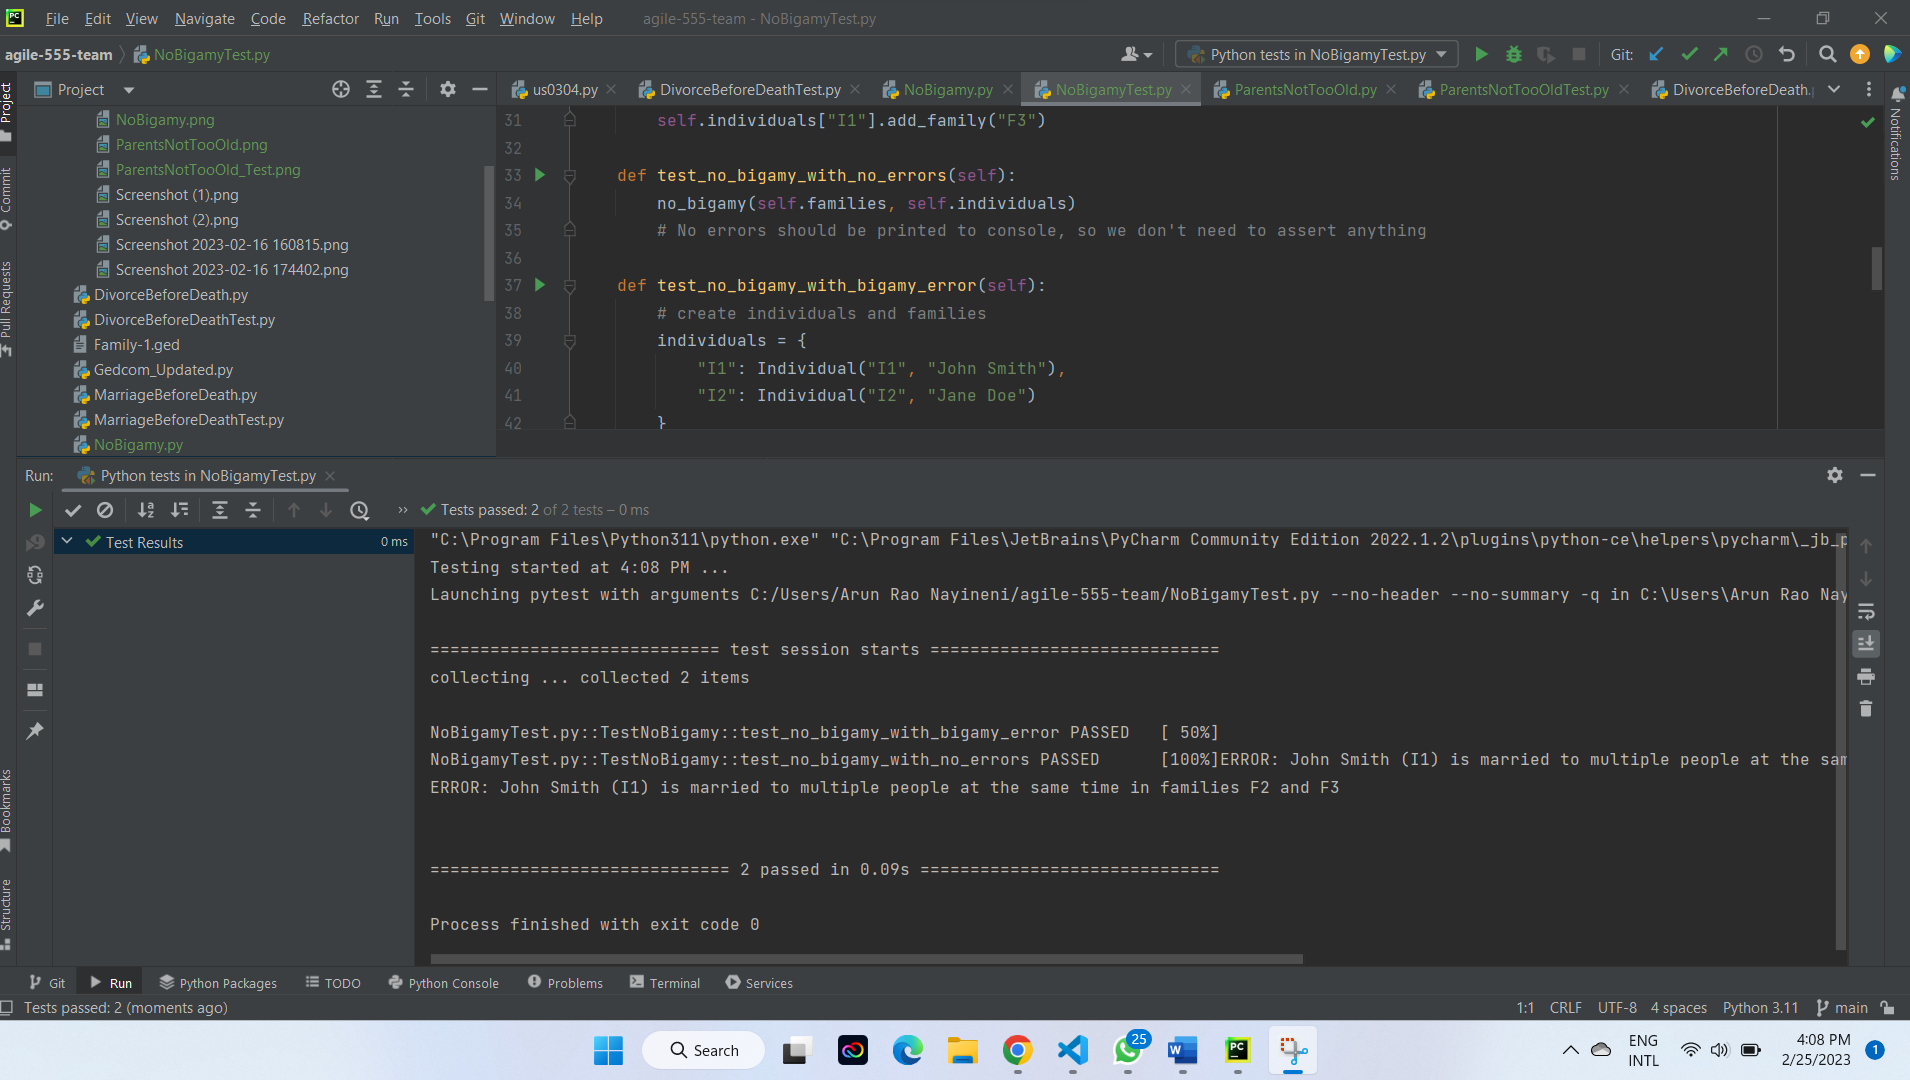 File Edit View Navigate Code Refactor Run Tools Git Window Help agile-555-team - NoBigamyTest.py
agile-555-team NoBigamyTest.py Python tests in NoBigamyTest.py Git:
Project us0304.py DivorceBeforeDeathTest.py NoBigamy.py NoBigamyTest.py ParentsNotTooOld.py ParentsNotTooOldTest.py DivorceBeforeDeath.
Project
Commit
Pull Requests
Bookmarks
Structure
Notifications
NoBigamy.png
ParentsNotTooOld.png
ParentsNotTooOld_Test.png
Screenshot (1).png
Screenshot (2).png
Screenshot 2023-02-16 160815.png
Screenshot 2023-02-16 174402.png
DivorceBeforeDeath.py
DivorceBeforeDeathTest.py
Family-1.ged
Gedcom_Updated.py
MarriageBeforeDeath.py
MarriageBeforeDeathTest.py
NoBigamy.py
31 self.individuals["I1"].add_family("F3")
32
33 def test_no_bigamy_with_no_errors(self):
34 no_bigamy(self.families, self.individuals)
35 # No errors should be printed to console, so we don't need to assert anything
36
37 def test_no_bigamy_with_bigamy_error(self):
38 # create individuals and families
39 individuals = {
40 "I1": Individual("I1", "John Smith"),
41 "I2": Individual("I2", "Jane Doe")
42 }
Run: Python tests in NoBigamyTest.py
Tests passed: 2 of 2 tests – 0 ms
Test Results 0 ms
"C:\Program Files\Python311\python.exe" "C:\Program Files\JetBrains\PyCharm Community Edition 2022.1.2\plugins\python-ce\helpers\pycharm\_jb_p
Testing started at 4:08 PM ...
Launching pytest with arguments C:/Users/Arun Rao Nayineni/agile-555-team/NoBigamyTest.py --no-header --no-summary -q in C:\Users\Arun Rao Nay
============================= test session starts =============================
collecting ... collected 2 items
NoBigamyTest.py::TestNoBigamy::test_no_bigamy_with_bigamy_error PASSED [ 50%]
NoBigamyTest.py::TestNoBigamy::test_no_bigamy_with_no_errors PASSED [100%]ERROR: John Smith (I1) is married to multiple people at the sam
ERROR: John Smith (I1) is married to multiple people at the same time in families F2 and F3
============================== 2 passed in 0.09s ==============================
Process finished with exit code 0
Git Run Python Packages TODO Python Console Problems Terminal Services
Tests passed: 2 (moments ago) 1:1 CRLF UTF-8 4 spaces Python 3.11 main
Search 25 ENG INTL 4:08 PM 2/25/2023 1